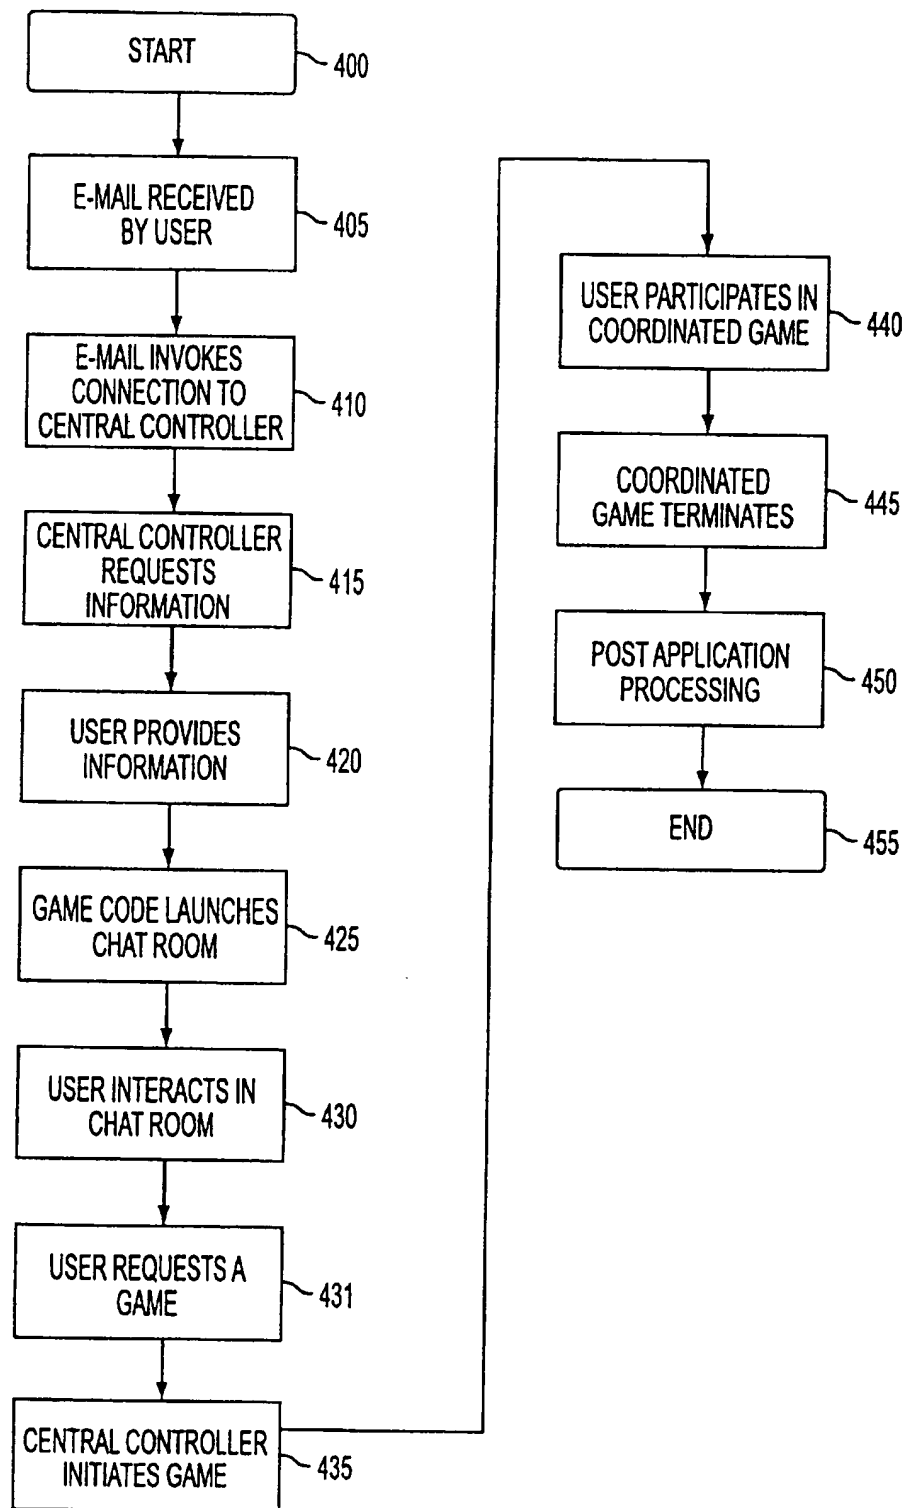 START
400
E-MAIL RECEIVED
BY USER
405
E-MAIL INVOKES
CONNECTION TO
CENTRAL CONTROLLER
410
CENTRAL CONTROLLER
REQUESTS
INFORMATION
415
USER PROVIDES
INFORMATION
420
GAME CODE LAUNCHES
CHAT ROOM
425
USER INTERACTS IN
CHAT ROOM
430
USER REQUESTS A
GAME
431
CENTRAL CONTROLLER
INITIATES GAME
435
USER PARTICIPATES IN
COORDINATED GAME
440
COORDINATED
GAME TERMINATES
445
POST APPLICATION
PROCESSING
450
END
455